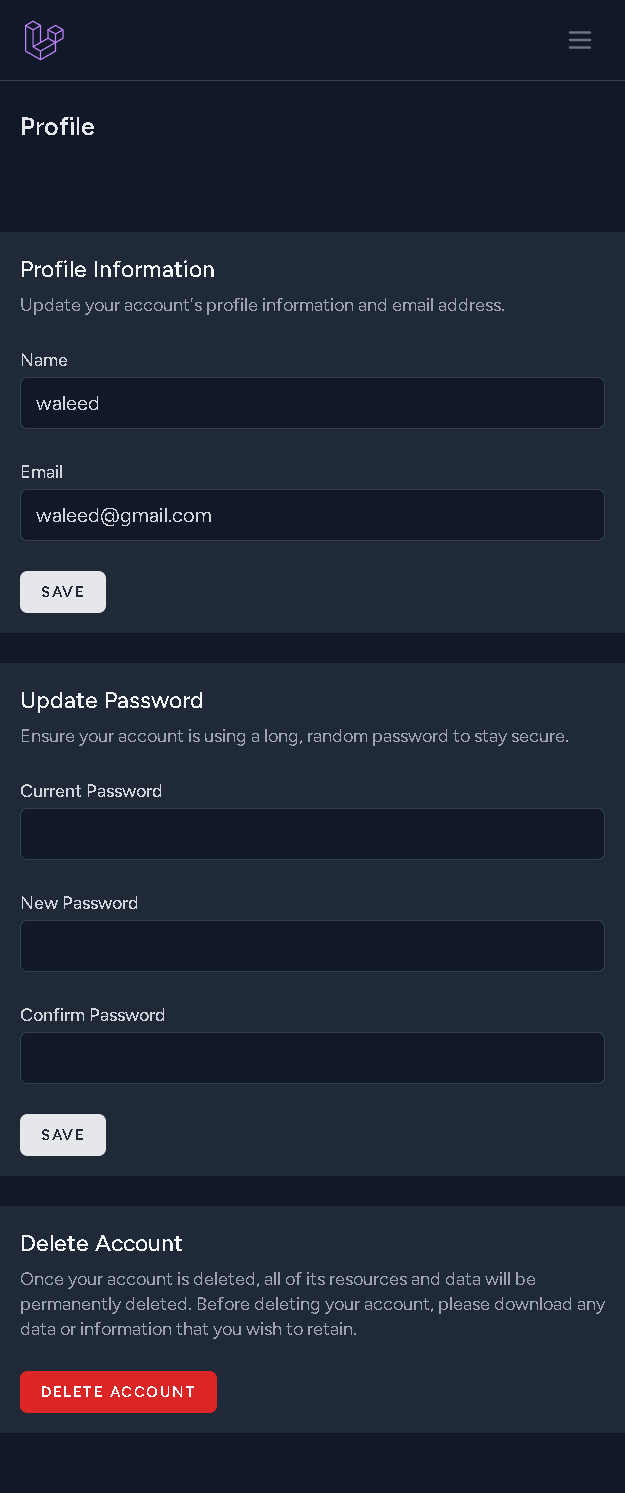 Profile
Profile Information
Update your account's profile information and email address.
Name
waleed
Email
waleed@gmail.com
SAVE
Update Password
Ensure your account is using a long, random password to stay secure.
Current Password
New Password
Confirm Password
SAVE
Delete Account
Once your account is deleted, all of its resources and data will be
permanently deleted. Before deleting your account, please download any
data or information that you wish to retain.
DELETE ACCOUNT